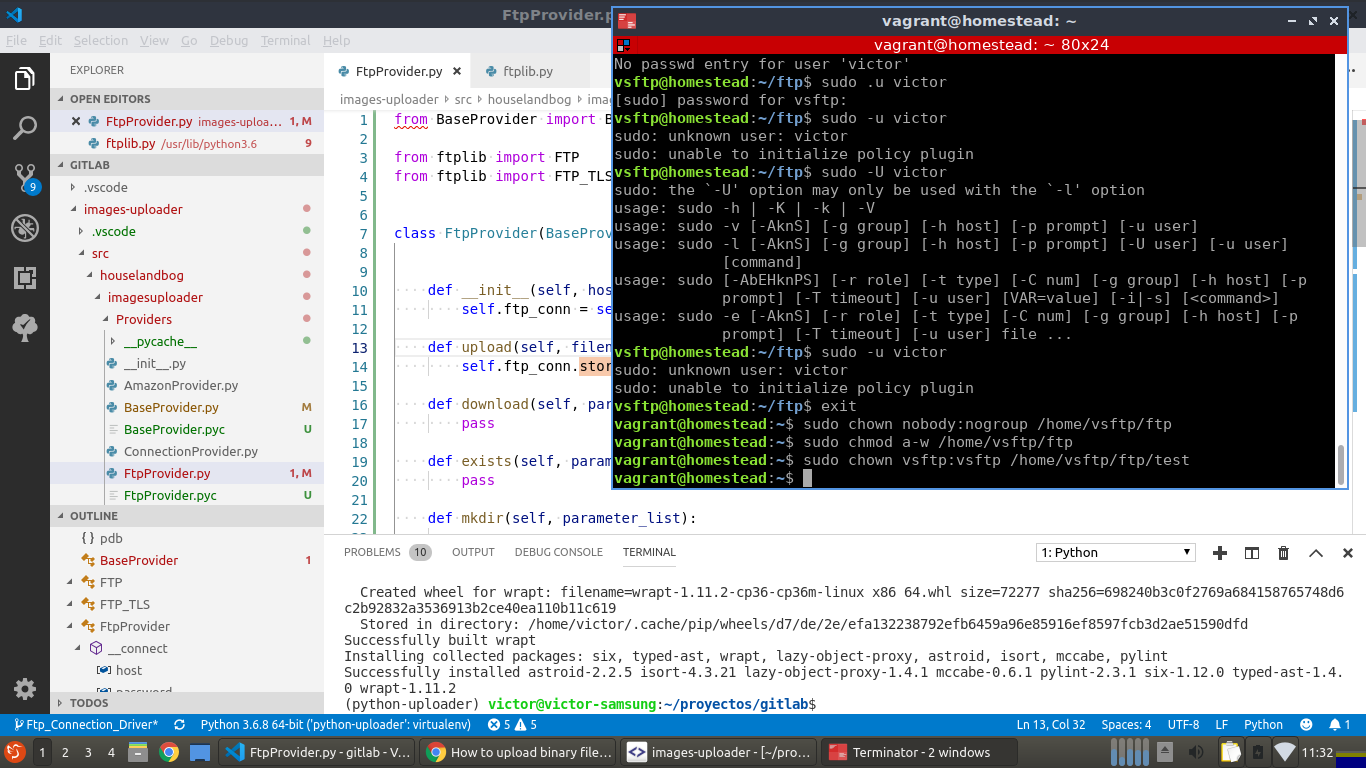 FtpProvider.p
File Edit Selection View Go Debug Terminal Help
EXPLORER
OPEN EDITORS
FtpProvider.py images-uploa... 1, M
ftplib.py /usr/lib/python3.6 9
GITLAB
.vscode
images-uploader
.vscode
src
houselandbog
imagesuploader
Providers
__pycache__
__init__.py
AmazonProvider.py
BaseProvider.py M
BaseProvider.pyc U
ConnectionProvider.py
FtpProvider.py 1, M
FtpProvider.pyc U
OUTLINE
{ } pdb
BaseProvider 1
FTP
FTP_TLS
FtpProvider
__connect
host
password
TODOS
9
FtpProvider.py
ftplib.py
images-uploader › src › houselandbog › ima
1 from BaseProvider import B
2
3 from ftplib import FTP
4 from ftplib import FTP_TLS
5
6
7 class FtpProvider(BaseProv
8
9
10 def __init__(self, hos
11 self.ftp_conn = se
12
13 def upload(self, filen
14 self.ftp_conn.stor
15
16 def download(self, par
17 pass
18
19 def exists(self, param
20 pass
21
22 def mkdir(self, parameter_list):
vagrant@homestead: ~
vagrant@homestead: ~ 80x24
No passwd entry for user 'victor'
vsftp@homestead:~/ftp$ sudo .u victor
[sudo] password for vsftp:
vsftp@homestead:~/ftp$ sudo -u victor
sudo: unknown user: victor
sudo: unable to initialize policy plugin
vsftp@homestead:~/ftp$ sudo -U victor
sudo: the `-U' option may only be used with the `-l' option
usage: sudo -h | -K | -k | -V
usage: sudo -v [-AknS] [-g group] [-h host] [-p prompt] [-u user]
usage: sudo -l [-AknS] [-g group] [-h host] [-p prompt] [-U user] [-u user]
[command]
usage: sudo [-AbEHknPS] [-r role] [-t type] [-C num] [-g group] [-h host] [-p
prompt] [-T timeout] [-u user] [VAR=value] [-i|-s] [<command>]
usage: sudo -e [-AknS] [-r role] [-t type] [-C num] [-g group] [-h host] [-p
prompt] [-T timeout] [-u user] file ...
vsftp@homestead:~/ftp$ sudo -u victor
sudo: unknown user: victor
sudo: unable to initialize policy plugin
vsftp@homestead:~/ftp$ exit
vagrant@homestead:~$ sudo chown nobody:nogroup /home/vsftp/ftp
vagrant@homestead:~$ sudo chmod a-w /home/vsftp/ftp
vagrant@homestead:~$ sudo chown vsftp:vsftp /home/vsftp/ftp/test
vagrant@homestead:~$
PROBLEMS 10 OUTPUT DEBUG CONSOLE TERMINAL 1: Python
Created wheel for wrapt: filename=wrapt-1.11.2-cp36-cp36m-linux x86 64.whl size=72277 sha256=698240b3c0f2769a684158765748d6
c2b92832a3536913b2ce40ea110b11c619
Stored in directory: /home/victor/.cache/pip/wheels/d7/de/2e/efa132238792efb6459a96e85916ef8597fcb3d2ae51590dfd
Successfully built wrapt
Installing collected packages: six, typed-ast, wrapt, lazy-object-proxy, astroid, isort, mccabe, pylint
Successfully installed astroid-2.2.5 isort-4.3.21 lazy-object-proxy-1.4.1 mccabe-0.6.1 pylint-2.3.1 six-1.12.0 typed-ast-1.4.
0 wrapt-1.11.2
(python-uploader) victor@victor-samsung:~/proyectos/gitlab$
Ftp_Connection_Driver* Python 3.6.8 64-bit ('python-uploader': virtualenv) 5 5 Ln 13, Col 32 Spaces: 4 UTF-8 LF Python 1
1 2 3 4 FtpProvider.py - gitlab - V... How to upload binary file... images-uploader - [~/pro... Terminator - 2 windows 11:32